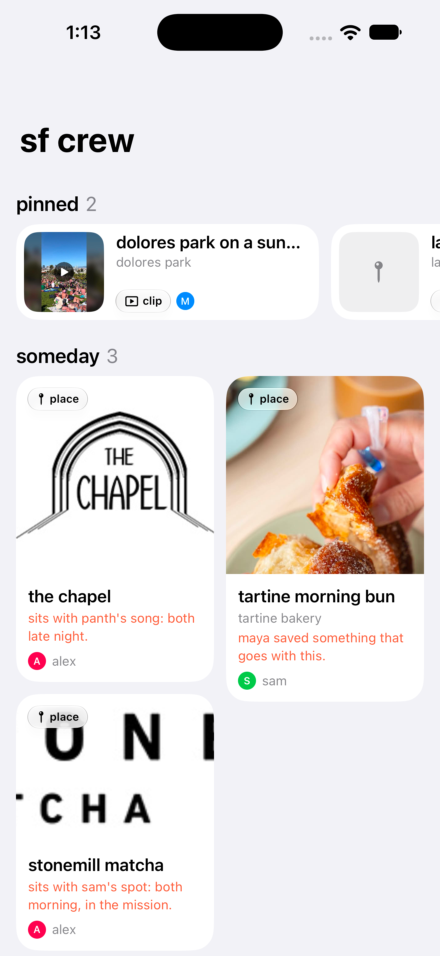 1:13
sf crew
pinned 2
dolores park on a sun...
dolores park
clip
M
someday 3
place
THE
CHAPEL
the chapel
sits with panth's song: both
late night.
A alex
place
tartine morning bun
tartine bakery
maya saved something that
goes with this.
S sam
place
TCHA
stonemill matcha
sits with sam's spot: both
morning, in the mission.
A alex